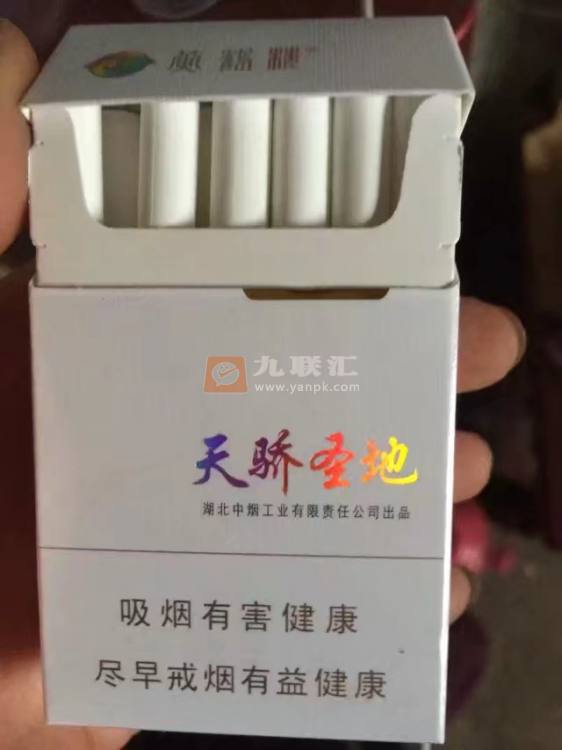 九联汇
www.yanpk.com
天骄圣地
湖北中烟工业有限责任公司出品
吸烟有害健康
尽早戒烟有益健康